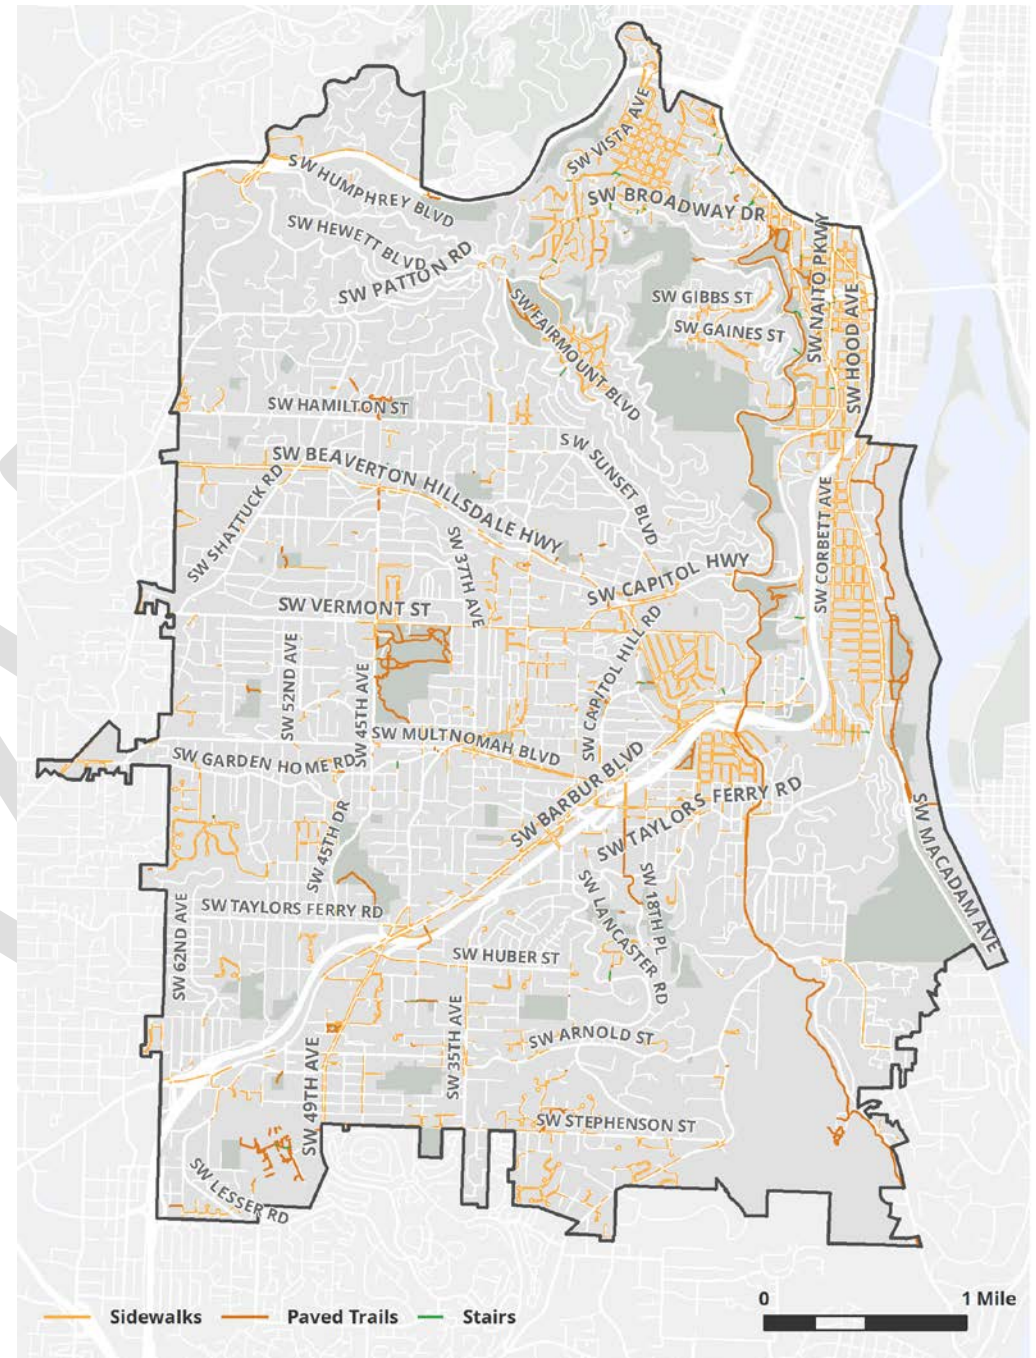 SW VISTA AVE
SW HUMPHREY BLVD
SW BROADWAY DR
SW HEWETT BLVD
SW PATTON RD
SW NAITO PKWY
SW GIBBS ST
SW FAIRMOUNT BLVD
SW HOOD AVE
SW GAINES ST
SW HAMILTON ST
SW SUNSET BLVD
SW BEAVERTON HILLSDALE HWY
SW SHATTUCK RD
SW CORBETT AVE
SW 37TH AVE
SW CAPITOL HWY
SW VERMONT ST
SW CAPITOL HILL RD
SW 52ND AVE
SW 45TH AVE
SW MULTNOMAH BLVD
SW GARDEN HOME RD
SW BARBUR BLVD
SW TAYLORS FERRY RD
SW MACADAM AVE
SW 45TH DR
SW LANCASTER RD
SW 18TH PL
SW TAYLORS FERRY RD
SW 62ND AVE
SW HUBER ST
SW 35TH AVE
SW ARNOLD ST
SW 49TH AVE
SW STEPHENSON ST
SW LESSER RD
0 1 Mile
Sidewalks Paved Trails Stairs